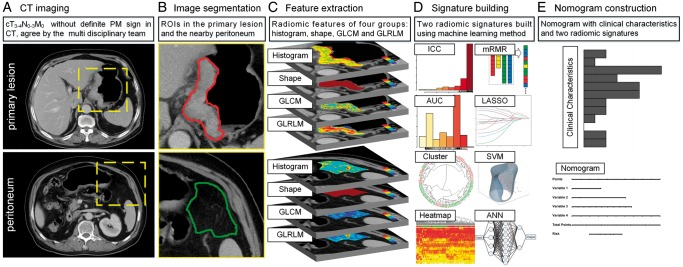 A CT imaging
cT3-4N0-3M0 without definite PM sign in
CT, agree by the multi disciplinary team
primary lesion
peritoneum
B Image segmentation
ROIs in the primary lesion
and the nearby peritoneum
C Feature extraction
Radiomic features of four groups:
histogram, shape, GLCM and GLRLM
Histogram
Shape
GLCM
GLRLM
Histogram
Shape
GLCM
GLRLM
D Signature building
Two radiomic signatures built
using machine learning method
ICC
mRMR
AUC
LASSO
Cluster
SVM
Heatmap
ANN
E Nomogram construction
Nomogram with clinical characteristics
and two radiomic signatures
Clinical Characteristics
Nomogram
Points
Variable 1
Variable 2
Variable 3
Variable 4
Total Points
Risk